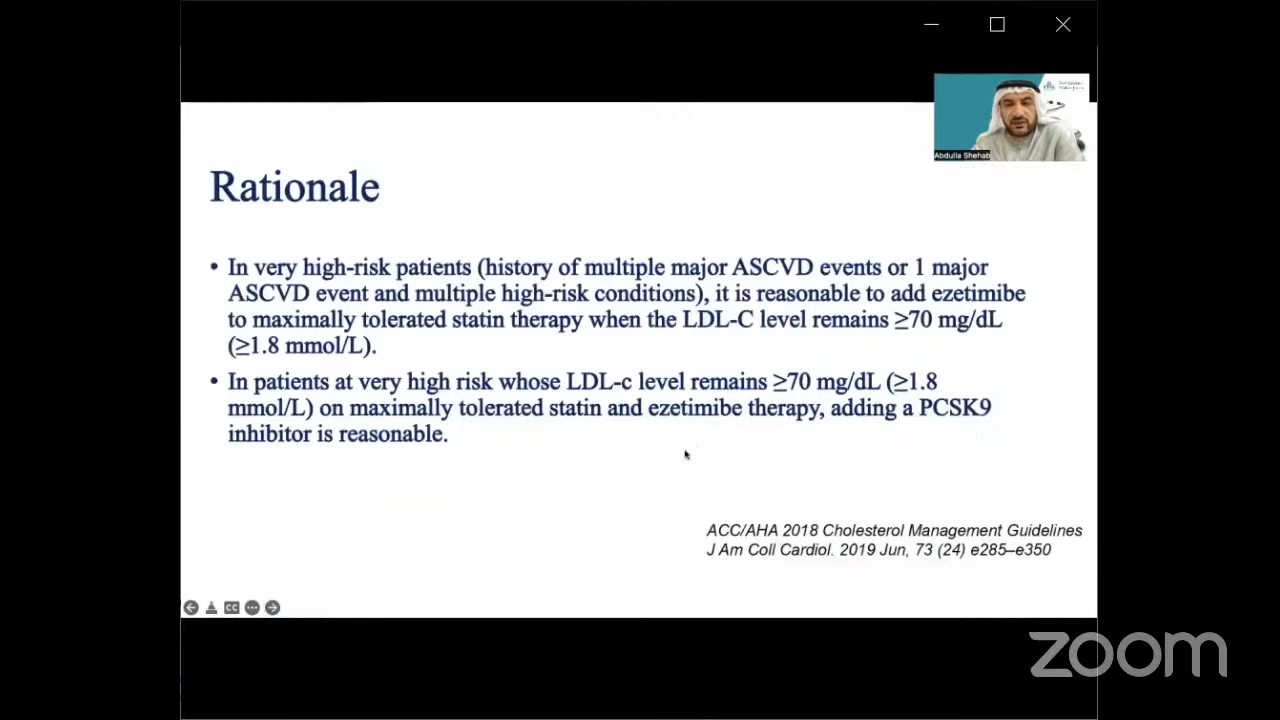 Abdulla Shehab
Rationale
• In very high-risk patients (history of multiple major ASCVD events or 1 major
ASCVD event and multiple high-risk conditions), it is reasonable to add ezetimibe
to maximally tolerated statin therapy when the LDL-C level remains ≥70 mg/dL
(≥1.8 mmol/L).
• In patients at very high risk whose LDL-c level remains ≥70 mg/dL (≥1.8
mmol/L) on maximally tolerated statin and ezetimibe therapy, adding a PCSK9
inhibitor is reasonable.
ACC/AHA 2018 Cholesterol Management Guidelines
J Am Coll Cardiol. 2019 Jun, 73 (24) e285–e350
CC
zoom